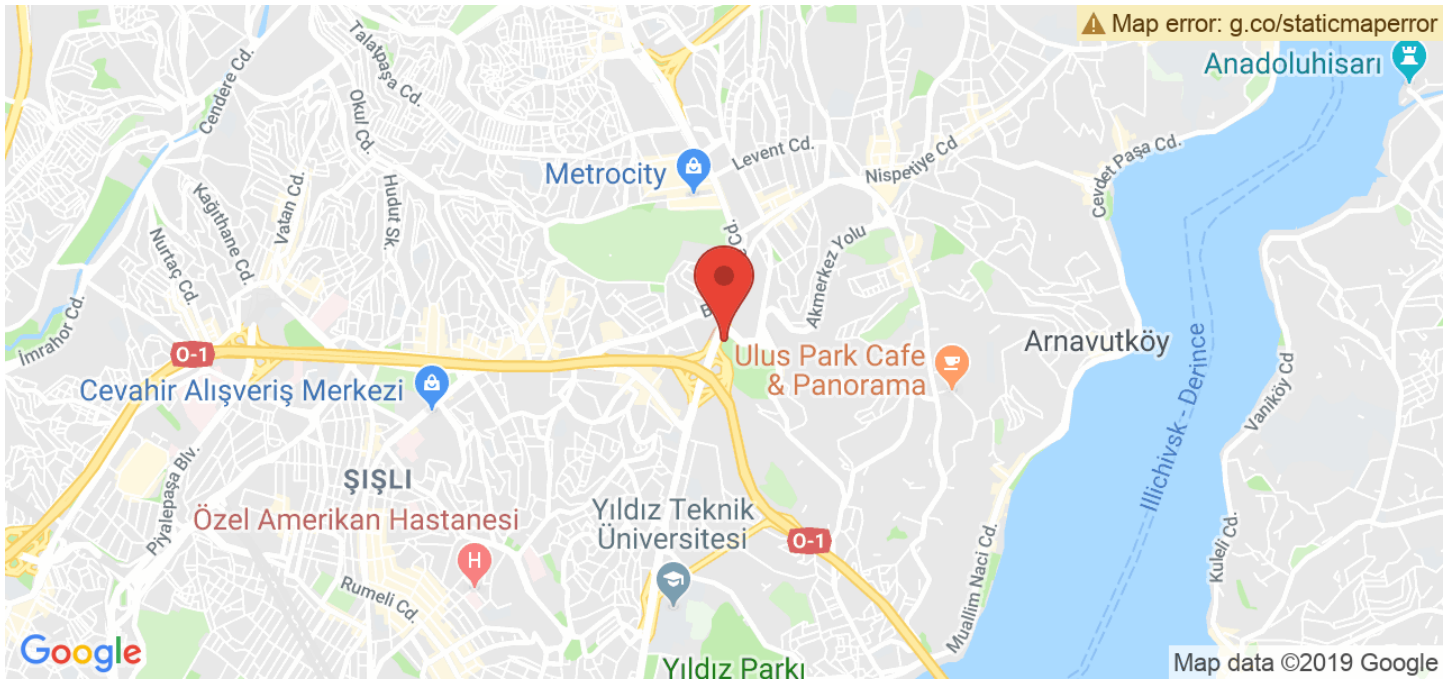 Map error: g.co/staticmaperror
Anadoluhisarı
Talatpaşa Cd.
Cendere Cd.
Okul Cd.
Levent Cd.
Cevdet Paşa Cd.
Metrocity
Nispetiye Cd
Kağıthane Cd.
Vatan Cd.
Hudut Sk.
Nurtaç Cd.
Akmerkez Yolu
İmrahor Cd.
O-1
Ulus Park Cafe
& Panorama
Arnavutköy
Cevahir Alışveriş Merkezi
Vaniköy Cd
Illichivsk - Derince
Piyalepaşa Blv.
ŞIŞLI
Özel Amerikan Hastanesi
H
Yıldız Teknik
Üniversitesi
O-1
Kuleli Cd.
Muallim Naci Cd.
Rumeli Cd.
Google
Yıldız Parkı
Map data ©2019 Google